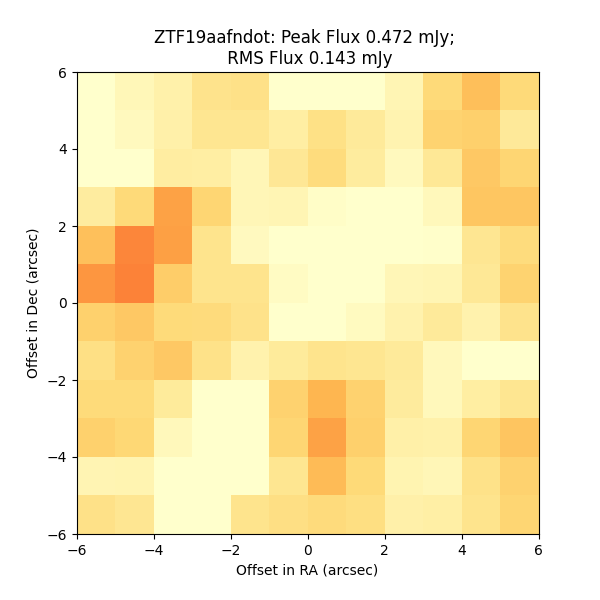 ZTF19aafndot: Peak Flux 0.472 mJy;
RMS Flux 0.143 mJy
6
4
2
0
−2
−4
−6
Offset in Dec (arcsec)
−6 −4 −2 0 2 4 6
Offset in RA (arcsec)